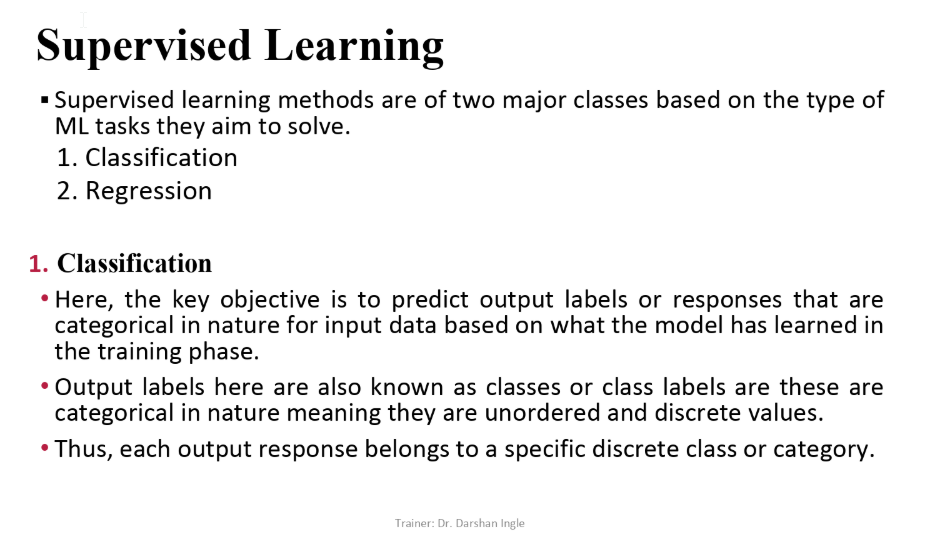 Supervised Learning
▪ Supervised learning methods are of two major classes based on the type of
ML tasks they aim to solve.
1. Classification
2. Regression
1. Classification
• Here, the key objective is to predict output labels or responses that are
categorical in nature for input data based on what the model has learned in
the training phase.
• Output labels here are also known as classes or class labels are these are
categorical in nature meaning they are unordered and discrete values.
• Thus, each output response belongs to a specific discrete class or category.
Trainer: Dr. Darshan Ingle